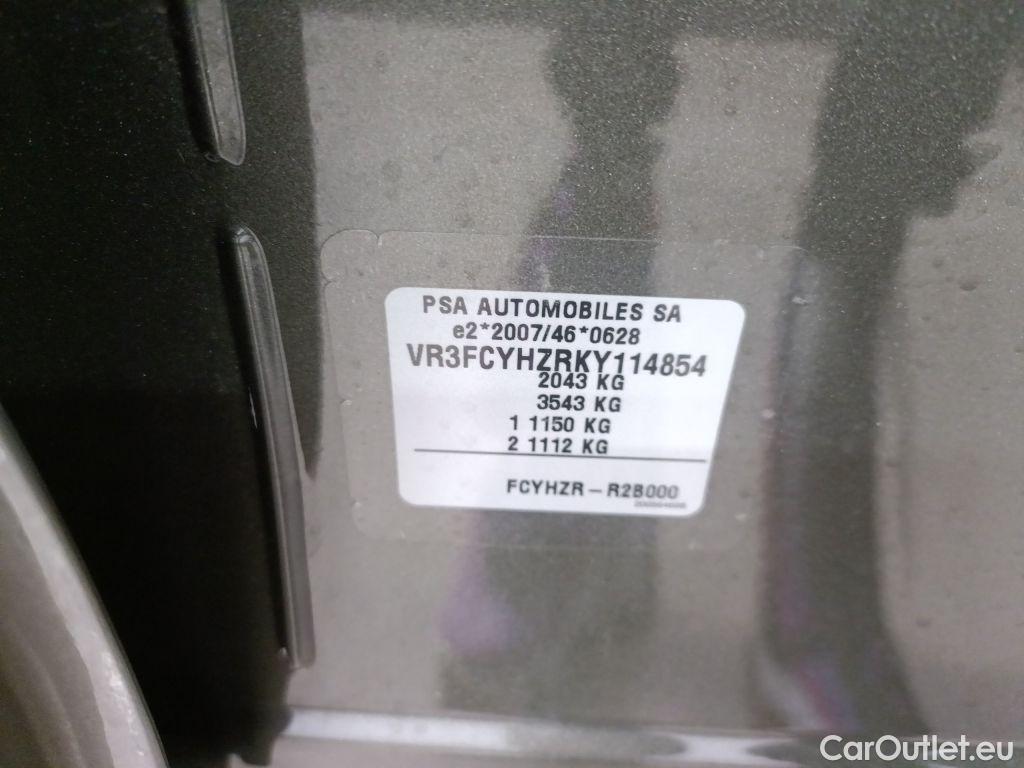 PSA AUTOMOBILES SA
e2*2007/46*0628
VR3FCYHZRKY114854
2043 KG
3543 KG
1 1150 KG
2 1112 KG
FCYHZR - R2B000
CarOutlet.eu